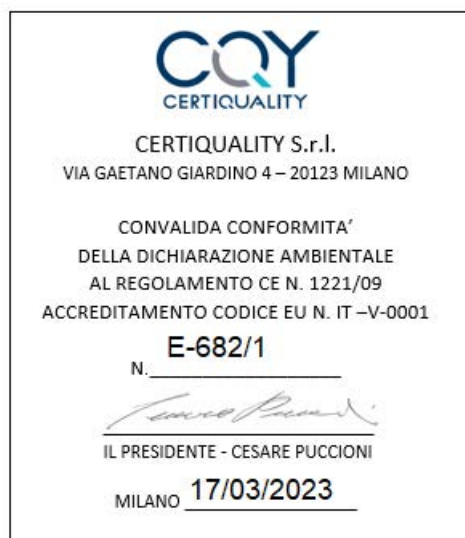 CQY
CERTIQUALITY
CERTIQUALITY S.r.l.
VIA GAETANO GIARDINO 4 – 20123 MILANO
CONVALIDA CONFORMITA’
DELLA DICHIARAZIONE AMBIENTALE
AL REGOLAMENTO CE N. 1221/09
ACCREDITAMENTO CODICE EU N. IT –V-0001
N. E-682/1
IL PRESIDENTE - CESARE PUCCIONI
MILANO 17/03/2023